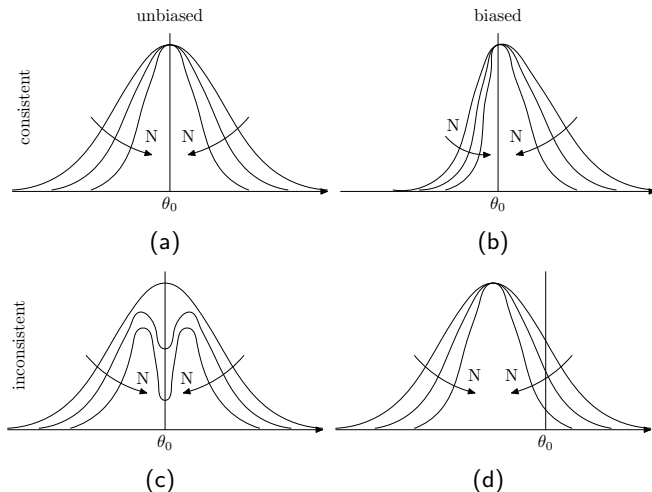 unbiased
biased
consistent
N N
θ₀
(a)
N
N
θ₀
(b)
inconsistent
N N
θ₀
(c)
N N
θ₀
(d)